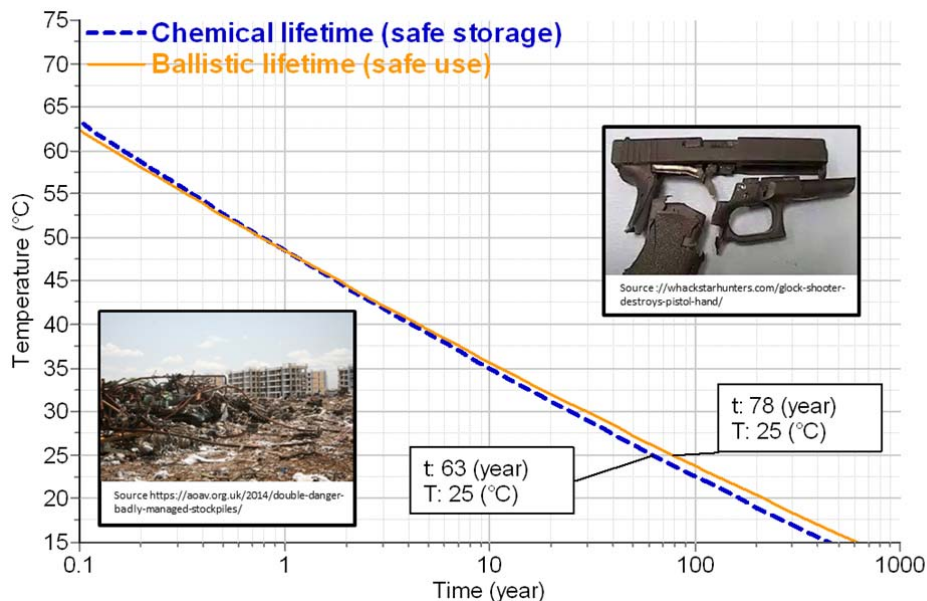 Chemical lifetime (safe storage)
Ballistic lifetime (safe use)
Temperature (°C)
75
70
65
60
55
50
45
40
35
30
25
20
15
Source ://whackstarhunters.com/glock-shooter-
destroys-pistol-hand/
Source https://aoav.org.uk/2014/double-danger-
badly-managed-stockpiles/
t: 78 (year)
T: 25 (°C)
t: 63 (year)
T: 25 (°C)
0.1
1
10
100
1000
Time (year)